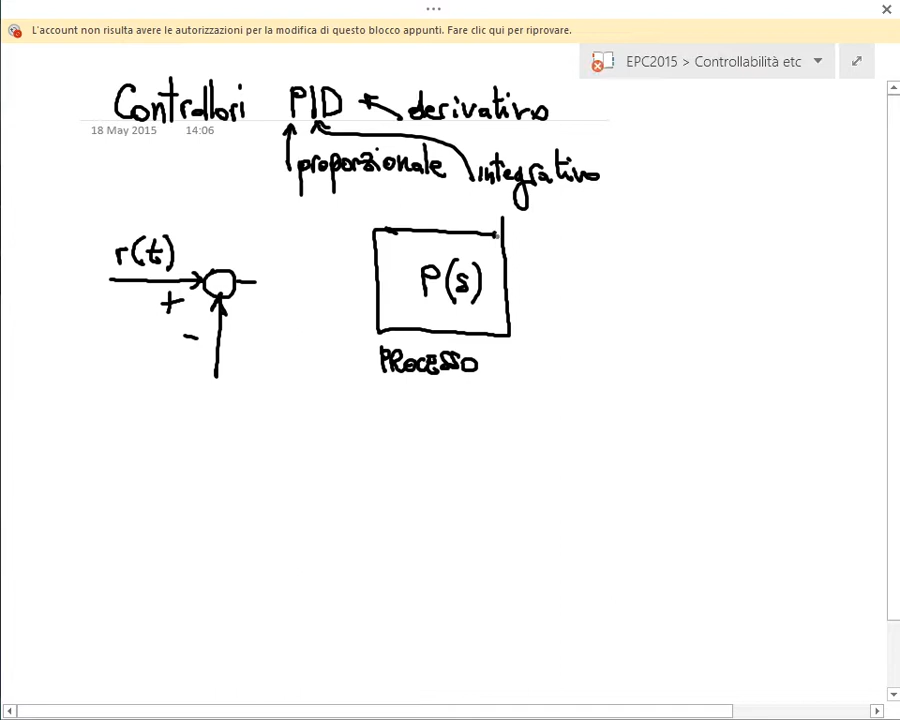 L'account non risulta avere le autorizzazioni per la modifica di questo blocco appunti. Fare clic qui per riprovare.
EPC2015 > Controllabilità etc
Controllori PID derivativo
18 May 2015 14:06
proporzionale integrativo
r(t)
P(s)
+
-
PROCESSO